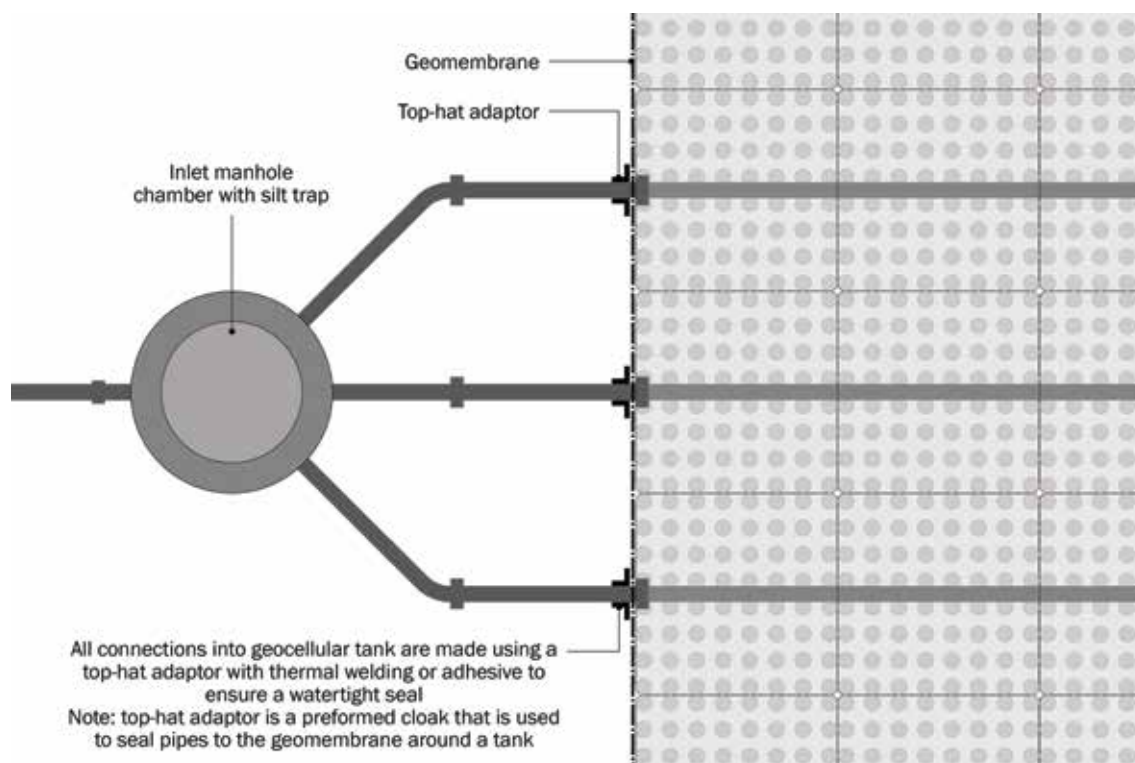 Geomembrane
Top-hat adaptor
Inlet manhole
chamber with silt trap
All connections into geocellular tank are made using a
top-hat adaptor with thermal welding or adhesive to
ensure a watertight seal
Note: top-hat adaptor is a preformed cloak that is used
to seal pipes to the geomembrane around a tank